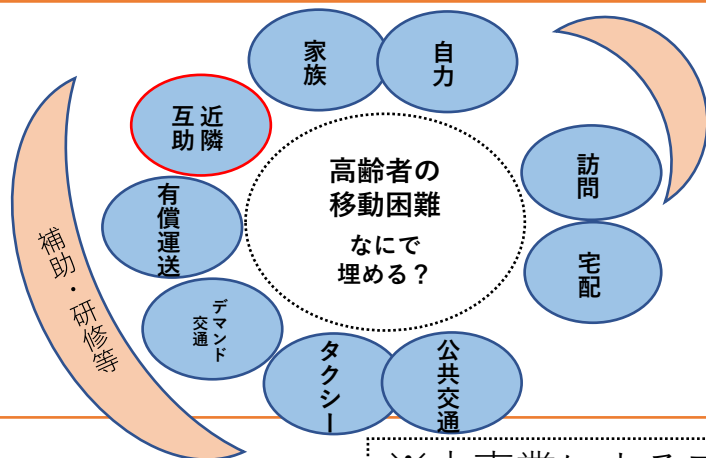 家族
自力
近隣
互助
有償運送
デマンド
交通
タクシー
公共交通
訪問
宅配
高齢者の
移動困難
なにで
埋める？
補助・研修等